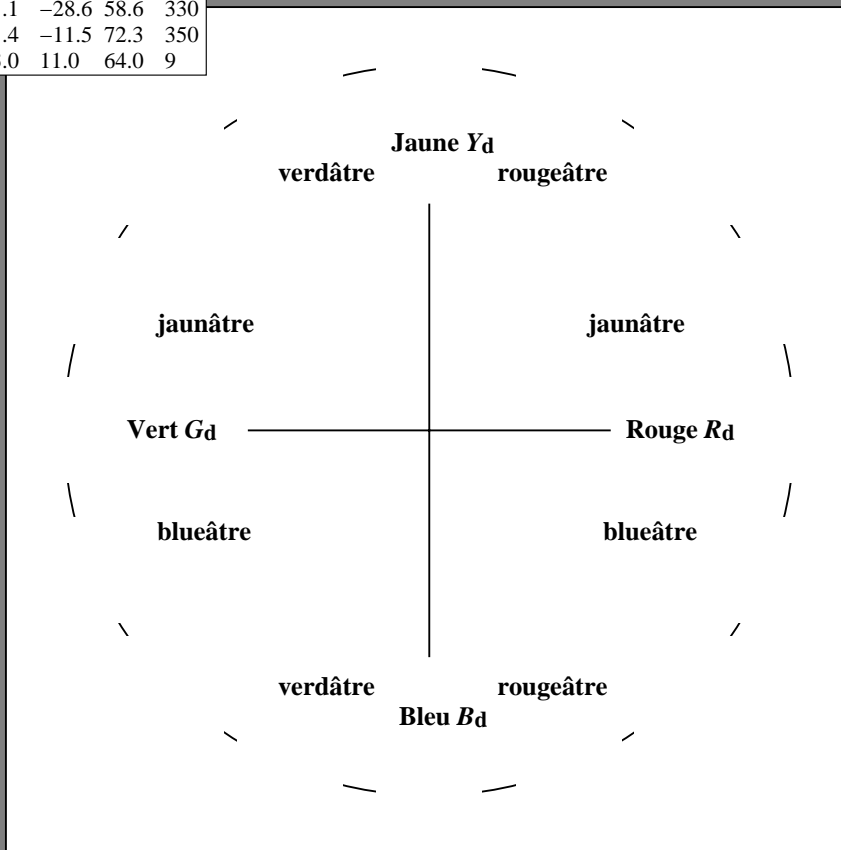 .1 −28.6 58.6 330
.4 −11.5 72.3 350
.0 11.0 64.0 9
Jaune Yd
verdâtre rougeâtre
jaunâtre jaunâtre
Vert Gd Rouge Rd
blueâtre blueâtre
verdâtre rougeâtre
Bleu Bd